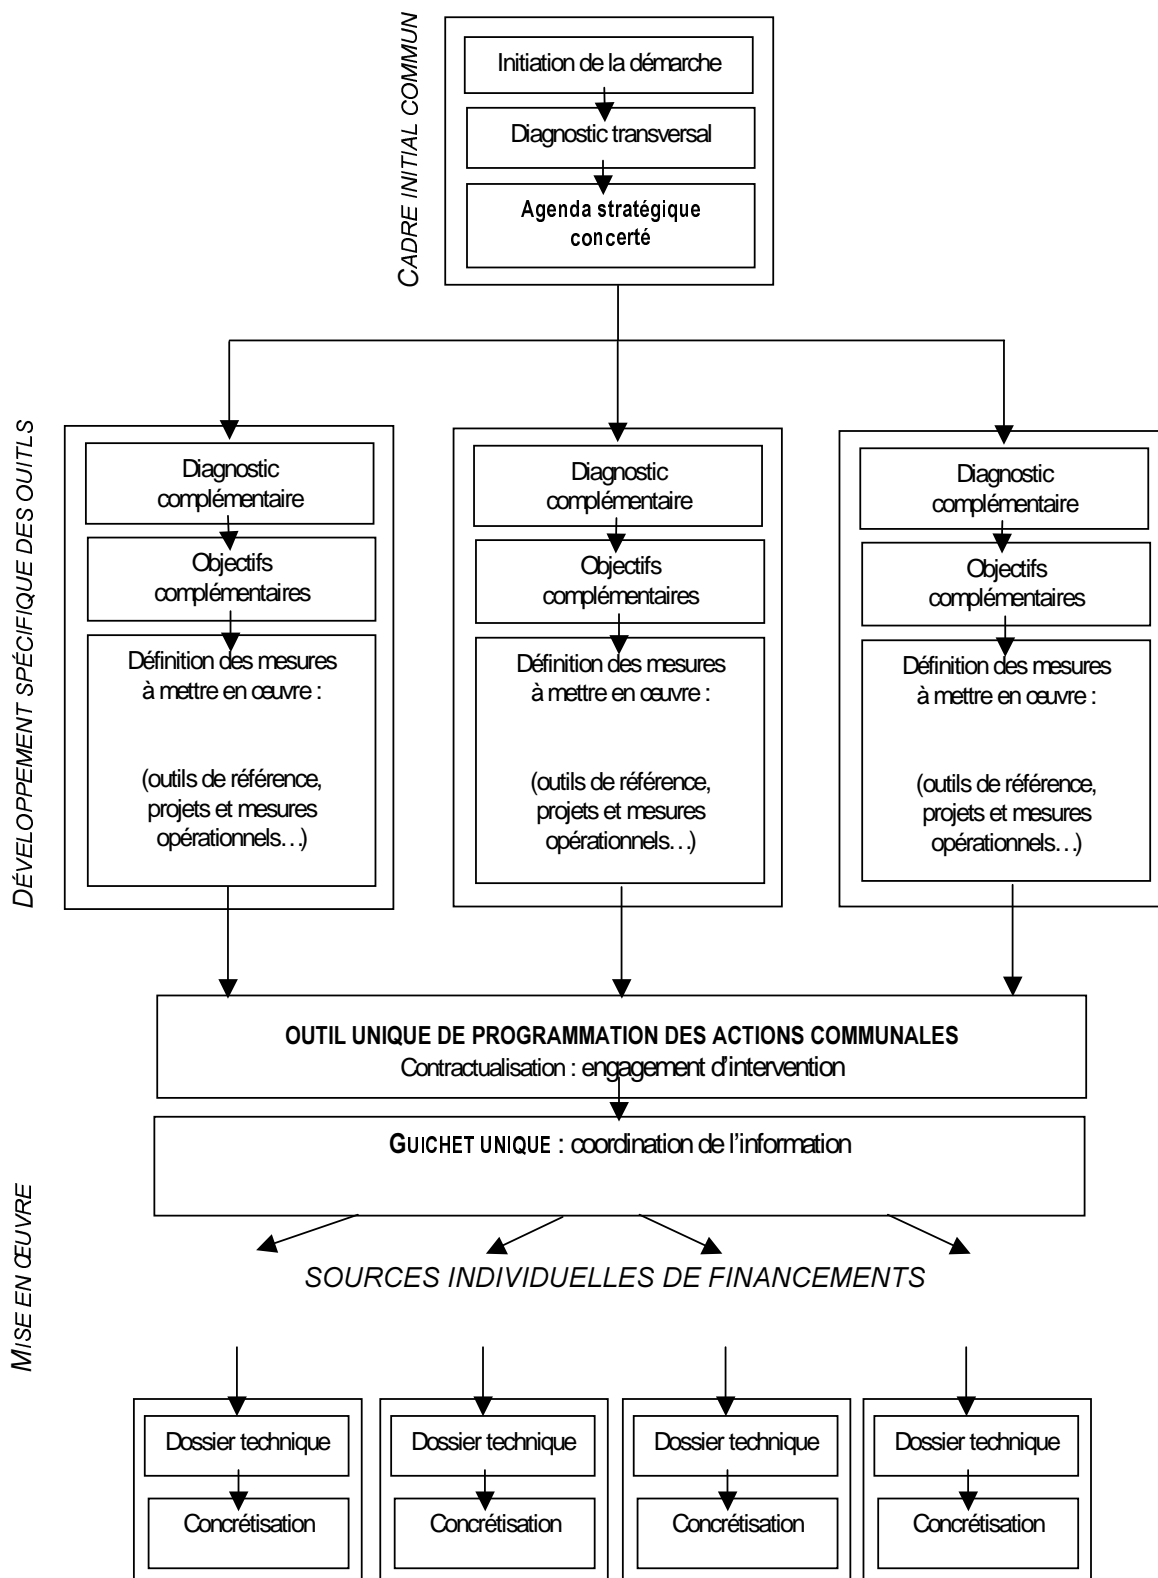 CADRE INITIAL COMMUN
Initiation de la démarche
Diagnostic transversal
Agenda stratégique
concerté
DÉVELOPPEMENT SPÉCIFIQUE DES OUITLS
Diagnostic
complémentaire
Objectifs
complémentaires
Définition des mesures
à mettre en œuvre :
(outils de référence,
projets et mesures
opérationnels…)
Diagnostic
complémentaire
Objectifs
complémentaires
Définition des mesures
à mettre en œuvre :
(outils de référence,
projets et mesures
opérationnels…)
Diagnostic
complémentaire
Objectifs
complémentaires
Définition des mesures
à mettre en œuvre :
(outils de référence,
projets et mesures
opérationnels…)
OUTIL UNIQUE DE PROGRAMMATION DES ACTIONS COMMUNALES
Contractualisation : engagement d'intervention
GUICHET UNIQUE : coordination de l'information
MISE EN ŒUVRE
SOURCES INDIVIDUELLES DE FINANCEMENTS
Dossier technique
Concrétisation
Dossier technique
Concrétisation
Dossier technique
Concrétisation
Dossier technique
Concrétisation